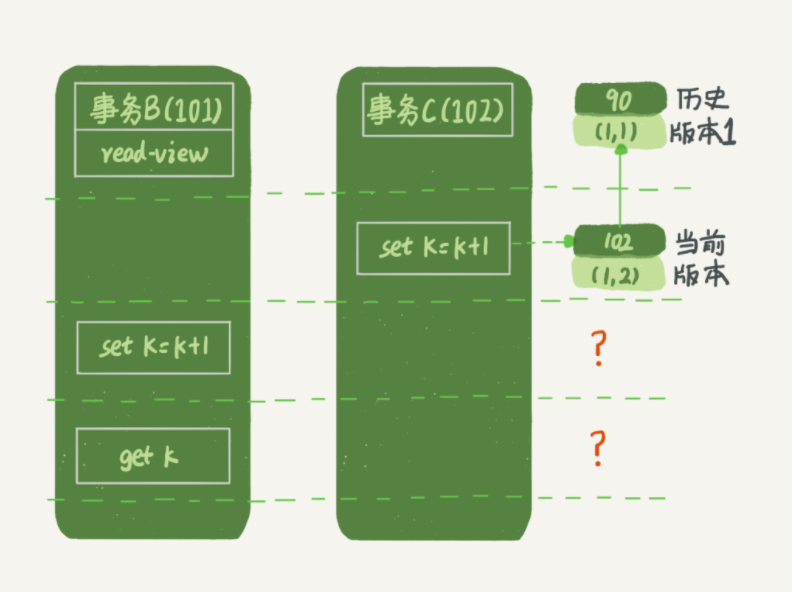 事务B(101)
read-view
set k=k+1
get k
事务C(102)
set k=k+1
90
(1,1)
历史
版本1
102
(1,2)
当前
版本
?
?